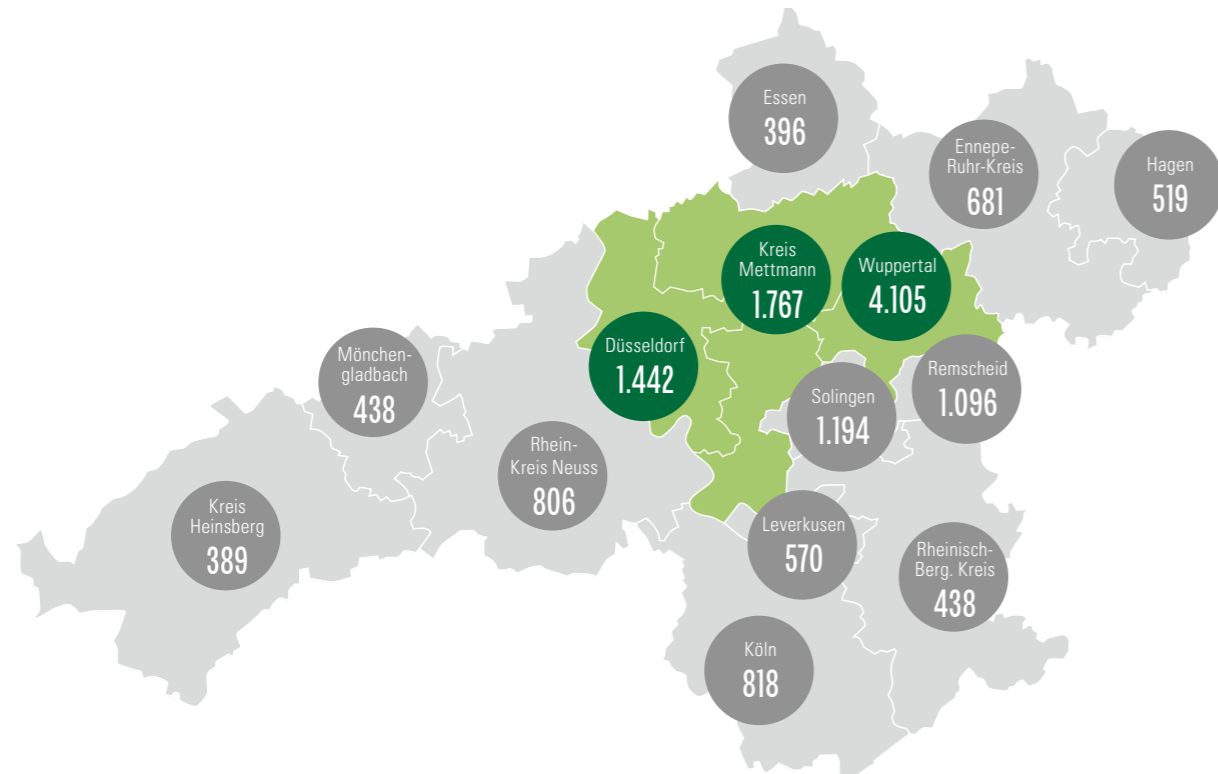 Essen
396
Ennepe-
Ruhr-Kreis
681
Hagen
519
Kreis
Mettmann
1.767
Wuppertal
4.105
Düsseldorf
1.442
Mönchen-
gladbach
438
Solingen
1.194
Remscheid
1.096
Rhein-
Kreis Neuss
806
Kreis
Heinsberg
389
Leverkusen
570
Rheinisch-
Berg. Kreis
438
Köln
818